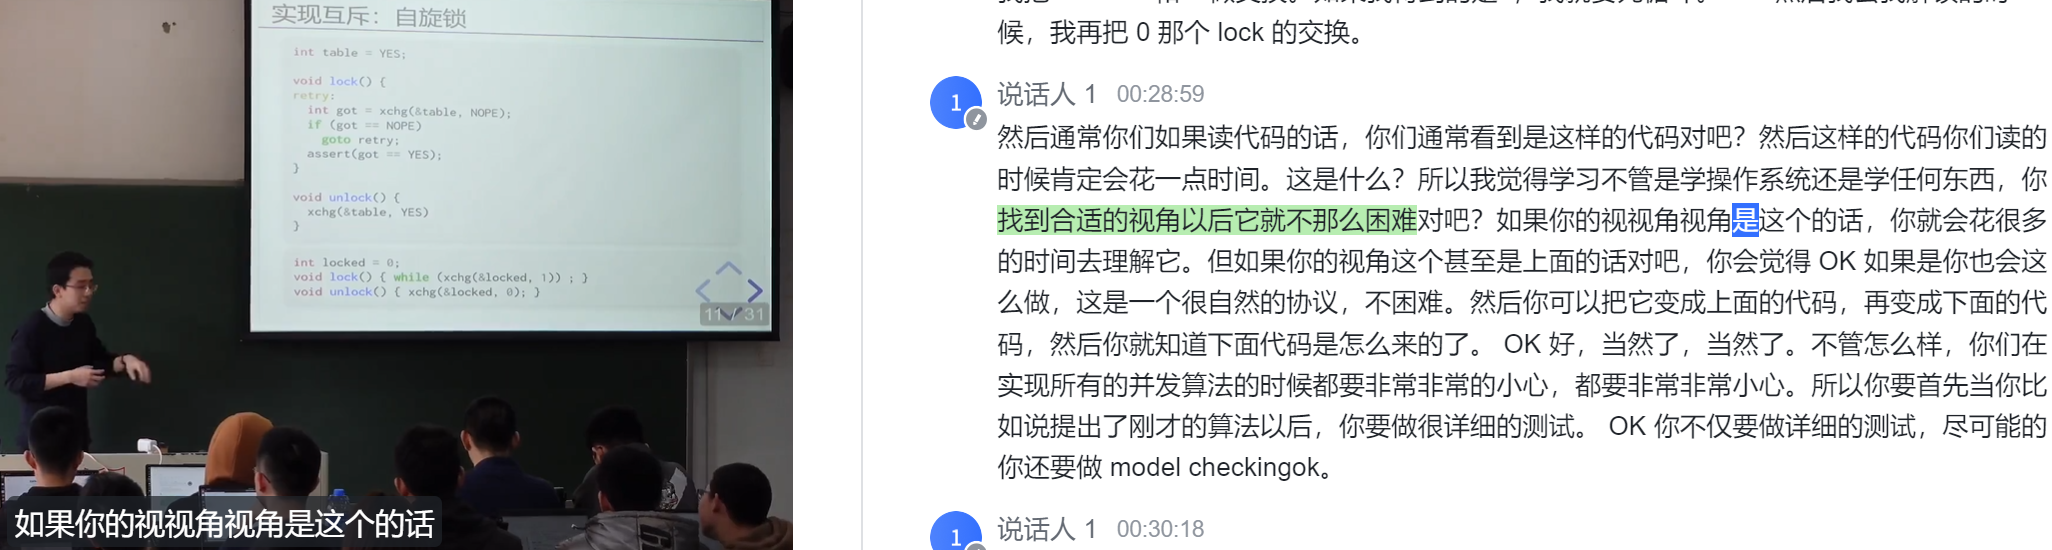 实现互斥：自旋锁
int table = YES;
void lock() {
retry:
int got = xchg(&table, NOPE);
if (got == NOPE)
goto retry;
assert(got == YES);
}
void unlock() {
xchg(&table, YES)
}
int locked = 0;
void lock() { while (xchg(&locked, 1)) ; }
void unlock() { xchg(&locked, 0); }
11 / 31
如果你的视视角视角是这个的话
候，我再把 0 那个 lock 的交换。
1
说话人 1 00:28:59
然后通常你们如果读代码的话，你们通常看到是这样的代码对吧？然后这样的代码你们读的
时候肯定会花一点时间。这是什么？所以我觉得学习不管是学操作系统还是学任何东西，你
找到合适的视角以后它就不那么困难对吧？如果你的视视角视角是这个的话，你就会花很多
的时间去理解它。但如果你的视角这个甚至是上面的话对吧，你会觉得 OK 如果是你也会这
么做，这是一个很自然的协议，不困难。然后你可以把它变成上面的代码，再变成下面的代
码，然后你就知道下面代码是怎么来的了。 OK 好，当然了，当然了。不管怎么样，你们在
实现所有的并发算法的时候都要非常非常的小心，都要非常非常小心。所以你要首先当你比
如说提出了刚才的算法以后，你要做很详细的测试。 OK 你不仅要做详细的测试，尽可能的
你还要做 model checkingok。
1
说话人 1 00:30:18